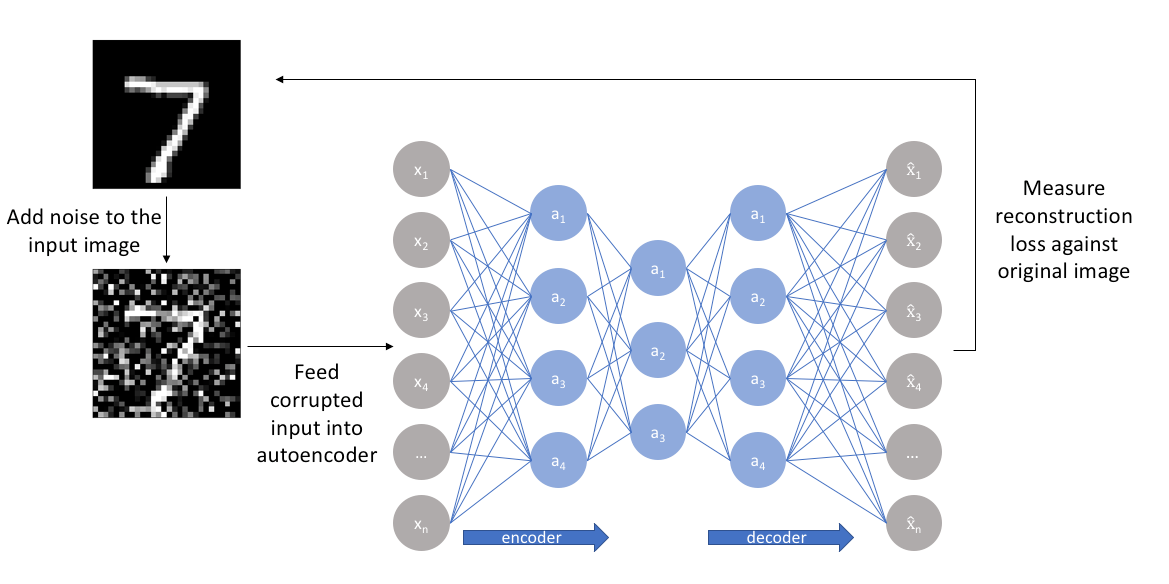 Add noise to the
input image
Feed
corrupted
input into
autoencoder
x₁
x₂
x₃
x₄
...
xₙ
a₁
a₂
a₃
a₄
a₁
a₂
a₃
a₁
a₂
a₃
a₄
x̂₁
x̂₂
x̂₃
x̂₄
...
x̂ₙ
encoder
decoder
Measure
reconstruction
loss against
original image